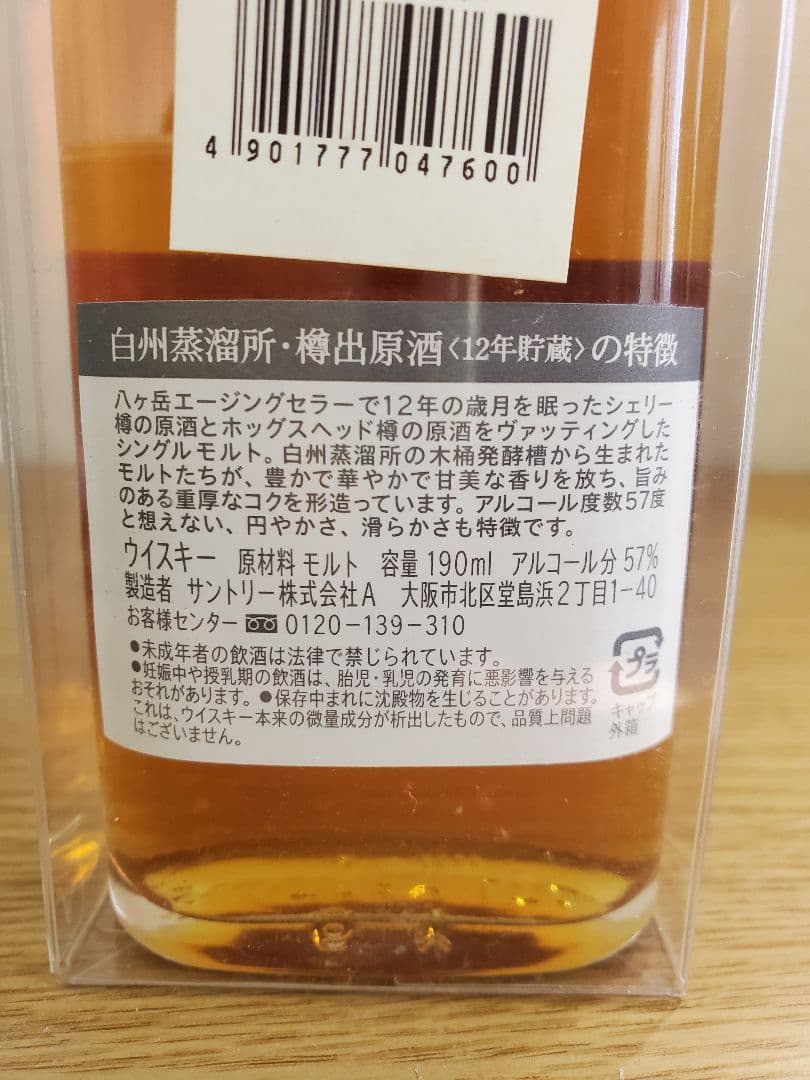 4 901777 047600
白州蒸溜所・樽出原酒〈12年貯蔵〉の特徴
八ヶ岳エージングセラーで12年の歳月を眠ったシェリー
樽の原酒とホッグスヘッド樽の原酒をヴァッティングした
シングルモルト。白州蒸溜所の木桶発酵槽から生まれた
モルトたちが、豊かで華やかで甘美な香りを放ち、旨み
のある重厚なコクを形造っています。アルコール度数57度
と想えない、円やかさ、滑らかさも特徴です。
ウイスキー 原材料 モルト 容量 190ml アルコール分 57%
製造者 サントリー株式会社A 大阪市北区堂島浜2丁目1-40
お客様センター 0120-139-310
●未成年者の飲酒は法律で禁じられています。
●妊娠中や授乳期の飲酒は、胎児・乳児の発育に悪影響を与える
おそれがあります。●保存中まれに沈殿物を生じることがあります。
これは、ウイスキー本来の微量成分が析出したもので、品質上問題
はございません。
プラ
キャップ
外箱